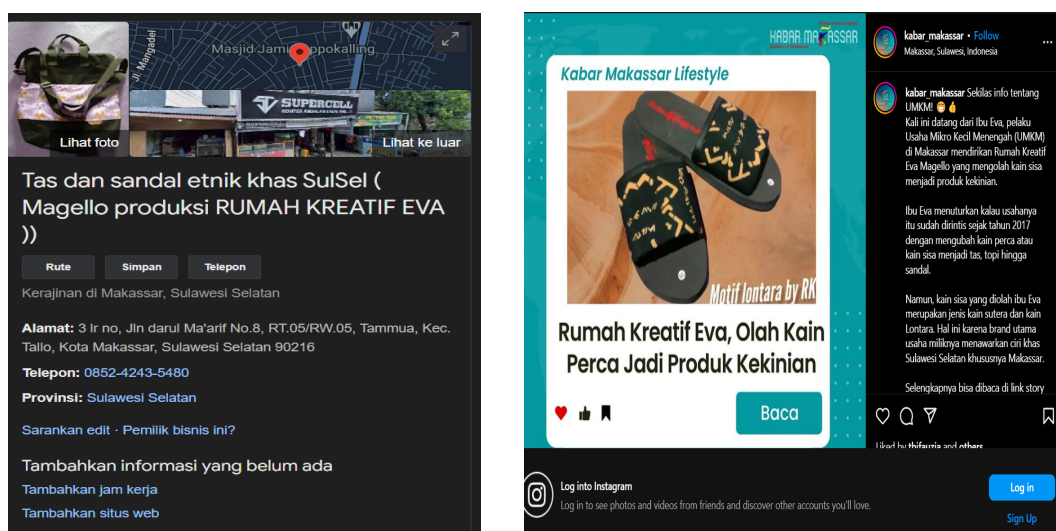 Jl. Mangadel
Masjid Jami
ppokalling
SUPERCELL
Lihat foto
Lihat ke luar
Tas dan sandal etnik khas SulSel (
Magello produksi RUMAH KREATIF EVA
))
Rute
Simpan
Telepon
Kerajinan di Makassar, Sulawesi Selatan
Alamat: 3 lr no, Jln darul Ma'arif No.8, RT.05/RW.05, Tammua, Kec.
Tallo, Kota Makassar, Sulawesi Selatan 90216
Telepon: 0852-4243-5480
Provinsi: Sulawesi Selatan
Sarankan edit · Pemilik bisnis ini?
Tambahkan informasi yang belum ada
Tambahkan jam kerja
Tambahkan situs web
KABAR MAKASSAR
Kabar Makassar Lifestyle
Motif lontara by RK
Rumah Kreatif Eva, Olah Kain
Perca Jadi Produk Kekinian
Baca
kabar_makassar • Follow
Makassar, Sulawesi, Indonesia
kabar_makassar Sekilas info tentang
UMKM! 😁👍
Kali ini datang dari Ibu Eva, pelaku
Usaha Mikro Kecil Menengah (UMKM)
di Makassar mendirikan Rumah Kreatif
Eva Magello yang mengolah kain sisa
menjadi produk kekinian.
Ibu Eva menuturkan kalau usahanya
itu sudah dirintis sejak tahun 2017
dengan mengubah kain perca atau
kain sisa menjadi tas, topi hingga
sandal.
Namun, kain sisa yang diolah ibu Eva
merupakan jenis kain sutera dan kain
Lontara. Hal ini karena brand utama
usaha miliknya menawarkan ciri khas
Sulawesi Selatan khususnya Makassar.
Selengkapnya bisa dibaca di link story
Liked by thifauzia and others
Log into Instagram
Log in to see photos and videos from friends and discover other accounts you'll love.
Log in
Sign Up